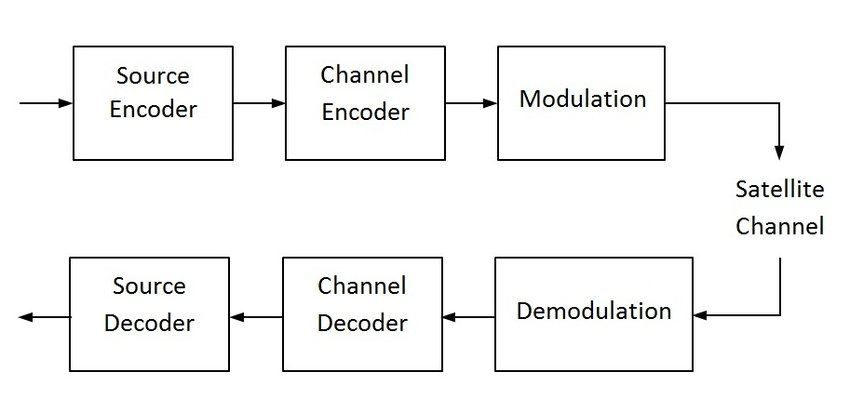 Source
Encoder
Channel
Encoder
Modulation
Satellite
Channel
Source
Decoder
Channel
Decoder
Demodulation